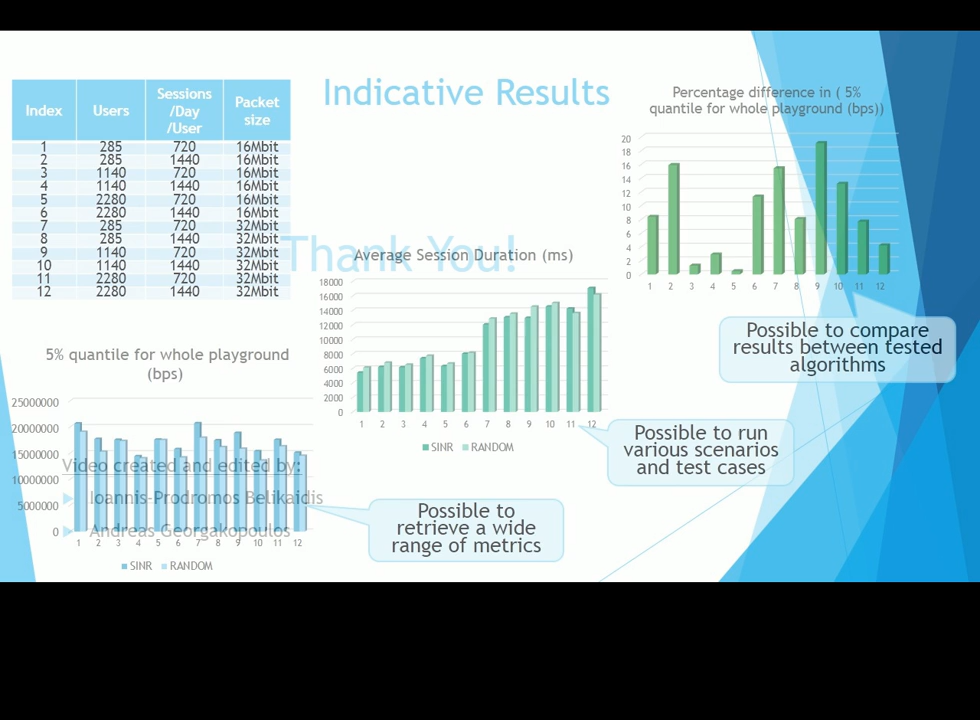 Indicative Results
Index Users Sessions /Day /User Packet size
1 285 720 16Mbit
2 285 1440 16Mbit
3 1140 720 16Mbit
4 1140 1440 16Mbit
5 2280 720 16Mbit
6 2280 1440 16Mbit
7 285 720 32Mbit
8 285 1440 32Mbit
9 1140 720 32Mbit
10 1140 1440 32Mbit
11 2280 720 32Mbit
12 2280 1440 32Mbit
Percentage difference in ( 5%
quantile for whole playground (bps))
20
18
16
14
12
10
8
6
4
2
0
1 2 3 4 5 6 7 8 9 10 11 12
Possible to compare
results between tested
algorithms
Thank You!
Average Session Duration (ms)
18000
16000
14000
12000
10000
8000
6000
4000
2000
0
1 2 3 4 5 6 7 8 9 10 11 12
SINR RANDOM
Possible to run
various scenarios
and test cases
5% quantile for whole playground
(bps)
25000000
20000000
15000000
10000000
5000000
0
1 2 3 4 5 6 7 8 9 10 11 12
SINR RANDOM
Video created and edited by:
Ioannis-Prodromos Belikaidis
Andreas Georgakopoulos
Possible to
retrieve a wide
range of metrics